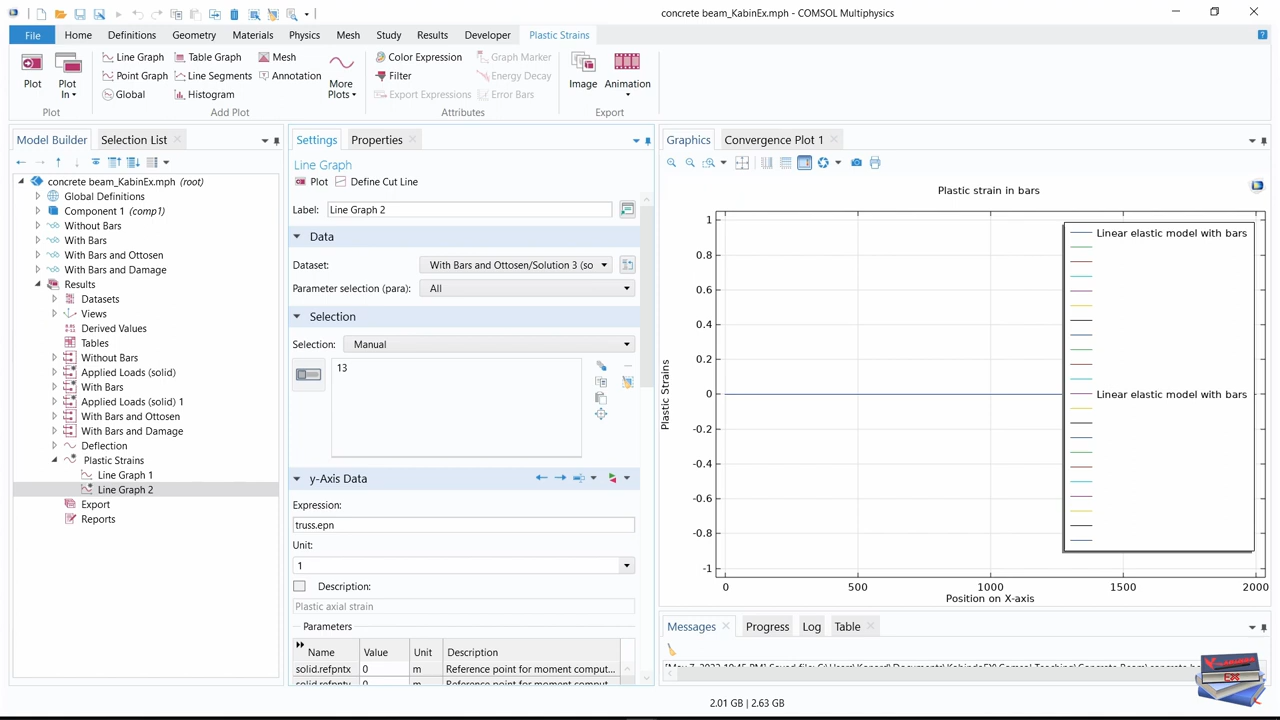 concrete beam_KabinEx.mph - COMSOL Multiphysics
File Home Definitions Geometry Materials Physics Mesh Study Results Developer Plastic Strains
Plot
Plot In
Line Graph Table Graph Mesh
Point Graph Line Segments Annotation
Global Histogram
More Plots
Color Expression Graph Marker
Filter Energy Decay
Export Expressions Error Bars
Image Animation
Plot Add Plot Attributes Export
Model Builder Selection List
concrete beam_KabinEx.mph (root)
Global Definitions
Component 1 (comp1)
Without Bars
With Bars
With Bars and Ottosen
With Bars and Damage
Results
Datasets
Views
Derived Values
Tables
Without Bars
Applied Loads (solid)
With Bars
Applied Loads (solid) 1
With Bars and Ottosen
With Bars and Damage
Deflection
Plastic Strains
Line Graph 1
Line Graph 2
Export
Reports
Settings Properties
Line Graph
Plot Define Cut Line
Label: Line Graph 2
Data
Dataset: With Bars and Ottosen/Solution 3 (so
Parameter selection (para): All
Selection
Selection: Manual
13
y-Axis Data
Expression:
truss.epn
Unit:
1
Description:
Plastic axial strain
Parameters
Name Value Unit Description
solid.refpntx 0 m Reference point for moment comput...
Graphics Convergence Plot 1
Plastic strain in bars
Plastic Strains
1
0.8
0.6
0.4
0.2
0
-0.2
-0.4
-0.6
-0.8
-1
Linear elastic model with bars
Linear elastic model with bars
0 500 1000 1500 2000
Position on X-axis
Messages Progress Log Table
2.01 GB | 2.63 GB